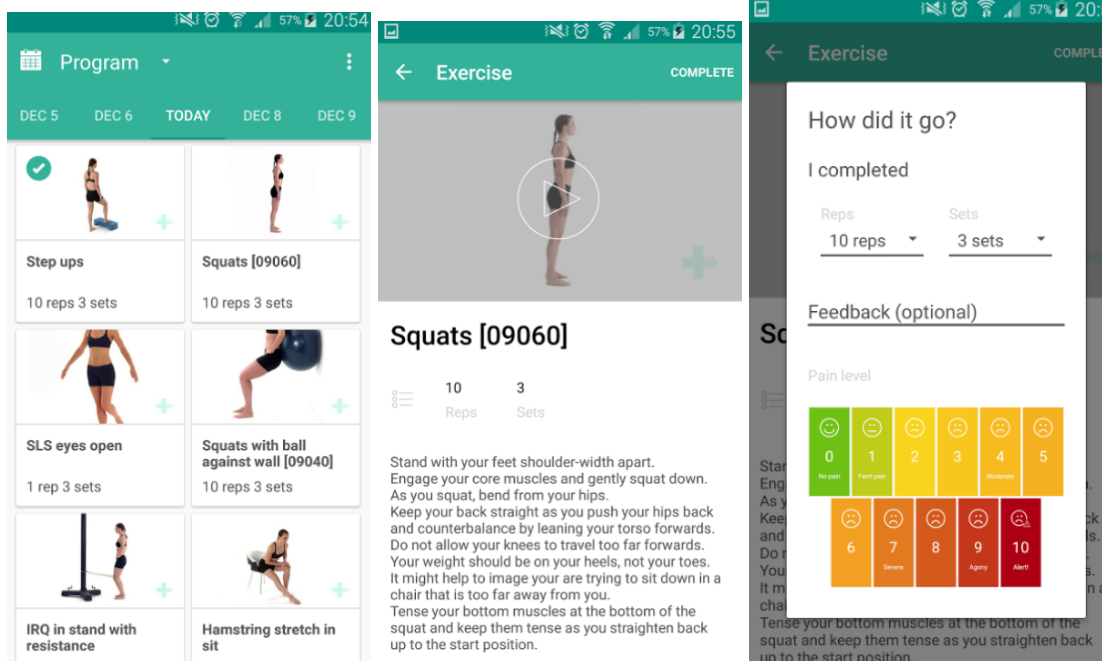 57% 20:54
Program
DEC 5 DEC 6 TODAY DEC 8 DEC 9
Step ups
10 reps 3 sets
Squats [09060]
10 reps 3 sets
SLS eyes open
1 rep 3 sets
Squats with ball
against wall [09040]
10 reps 3 sets
IRQ in stand with
resistance
Hamstring stretch in
sit
57% 20:55
Exercise COMPLETE
Squats [09060]
10 3
Reps Sets
Stand with your feet shoulder-width apart.
Engage your core muscles and gently squat down.
As you squat, bend from your hips.
Keep your back straight as you push your hips back
and counterbalance by leaning your torso forwards.
Do not allow your knees to travel too far forwards.
Your weight should be on your heels, not your toes.
It might help to image your are trying to sit down in a
chair that is too far away from you.
Tense your bottom muscles at the bottom of the
squat and keep them tense as you straighten back
up to the start position.
57% 20:
Exercise COMPLE
How did it go?
I completed
Reps Sets
10 reps 3 sets
Feedback (optional)
Pain level
0 1 2 3 4 5
No pain Faint pain Moderate
6 7 8 9 10
Severe Agony Alert!
Tense your bottom muscles at the bottom of the
squat and keep them tense as you straighten back
up to the start position.